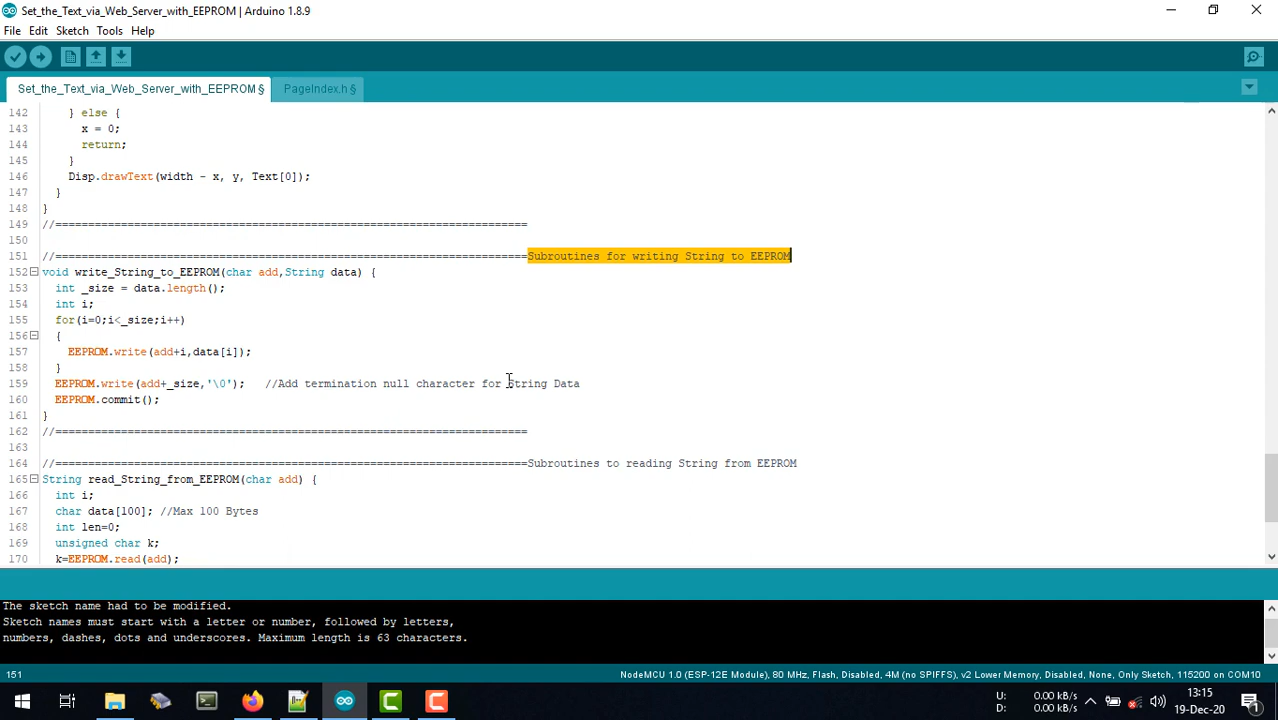 Set_the_Text_via_Web_Server_with_EEPROM | Arduino 1.8.9
File Edit Sketch Tools Help
Set_the_Text_via_Web_Server_with_EEPROM § PageIndex.h §
142 } else {
143 x = 0;
144 return;
145 }
146 Disp.drawText(width - x, y, Text[0]);
147 }
148 }
149 //========================================================================
150
151 //========================================================================Subroutines for writing String to EEPROM
152 void write_String_to_EEPROM(char add,String data) {
153 int _size = data.length();
154 int i;
155 for(i=0;i<_size;i++)
156 {
157 EEPROM.write(add+i,data[i]);
158 }
159 EEPROM.write(add+_size,'\0'); //Add termination null character for String Data
160 EEPROM.commit();
161 }
162 //========================================================================
163
164 //========================================================================Subroutines to reading String from EEPROM
165 String read_String_from_EEPROM(char add) {
166 int i;
167 char data[100]; //Max 100 Bytes
168 int len=0;
169 unsigned char k;
170 k=EEPROM.read(add);
The sketch name had to be modified.
Sketch names must start with a letter or number, followed by letters,
numbers, dashes, dots and underscores. Maximum length is 63 characters.
151 NodeMCU 1.0 (ESP-12E Module), 80 MHz, Flash, Disabled, 4M (no SPIFFS), v2 Lower Memory, Disabled, None, Only Sketch, 115200 on COM10
U: 0.00 kB/s 13:15
D: 0.00 kB/s 19-Dec-20